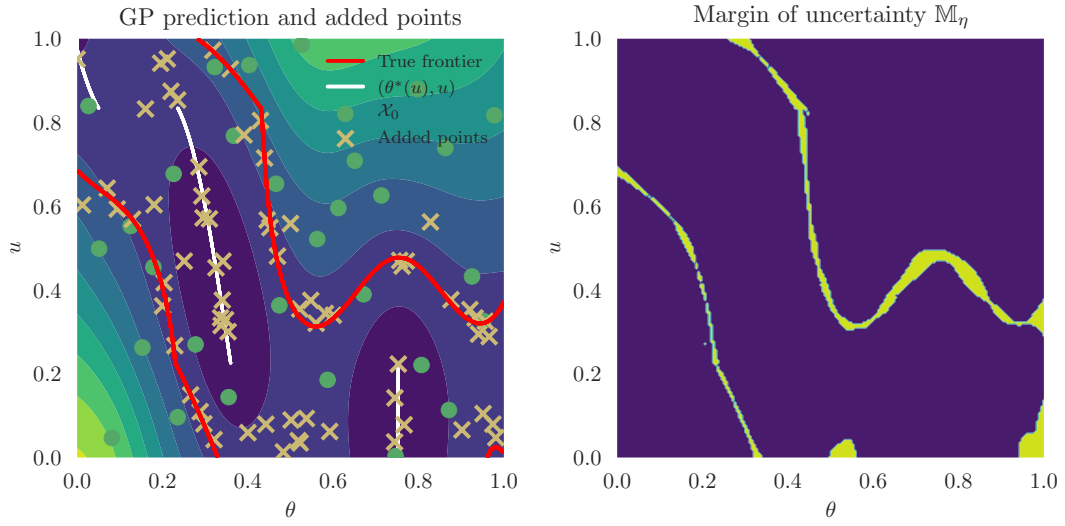 GP prediction and added points
1.0
0.8
0.6
0.4
0.2
0.0
u
0.0 0.2 0.4 0.6 0.8 1.0
θ
True frontier
(θ*(u), u)
𝒳₀
Added points
Margin of uncertainty 𝕄η
1.0
0.8
0.6
0.4
0.2
0.0
u
0.0 0.2 0.4 0.6 0.8 1.0
θ